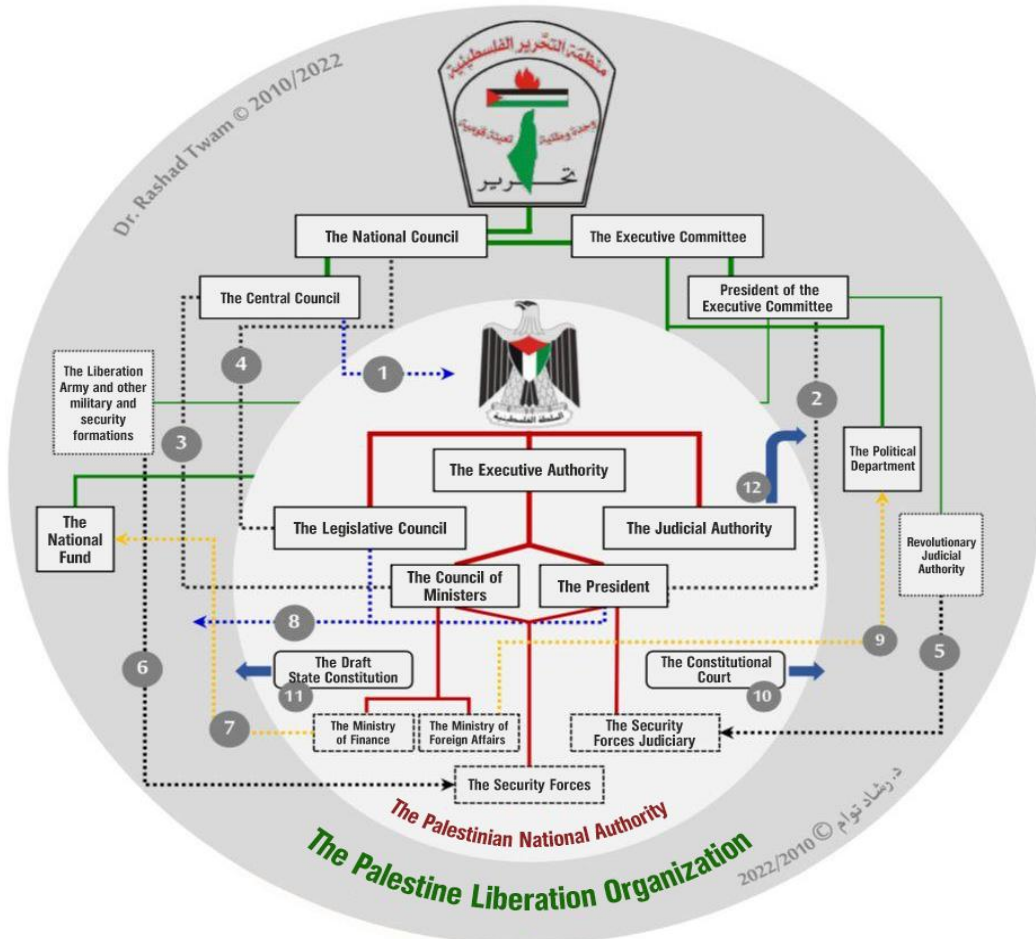 منظمة التحرير الفلسطينية
وحدة وطنية
تعبئة قومية
تحرير
Dr. Rashad Twam © 2010/2022
The National Council
The Executive Committee
The Central Council
President of the
Executive Committee
4
1
2
The Liberation
Army and other
military and
security
formations
3
السلطة الفلسطينية
The Political
Department
The Executive Authority
12
The
National
Fund
The Legislative Council
The Judicial Authority
Revolutionary
Judicial
Authority
The Council of
Ministers
The President
8
9
5
6
The Draft
State Constitution
11
The Constitutional
Court
10
7
The Ministry
of Finance
The Ministry of
Foreign Affairs
The Security
Forces Judiciary
The Security Forces
The Palestinian National Authority
The Palestine Liberation Organization
د. رشاد توام © 2022/2010